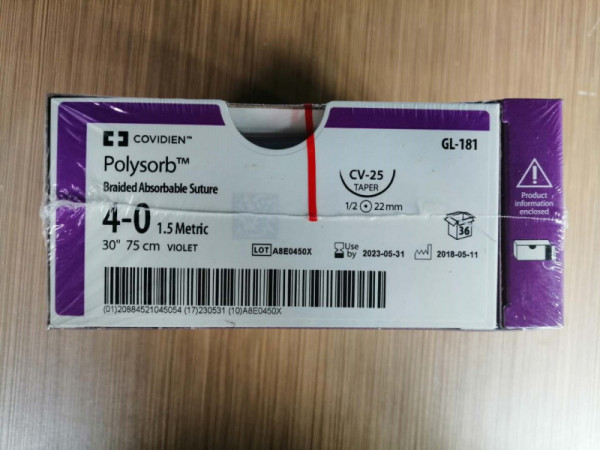 COVIDIEN™
Polysorb™
Braided Absorbable Suture
4-0 1.5 Metric
30" 75 cm VIOLET
GL-181
CV-25
TAPER
1/2 22mm
36
LOT A8E0450X
Use by 2023-05-31
2018-05-11
(01)20884521045054 (17)230531 (10)A8E0450X
Product
information
enclosed